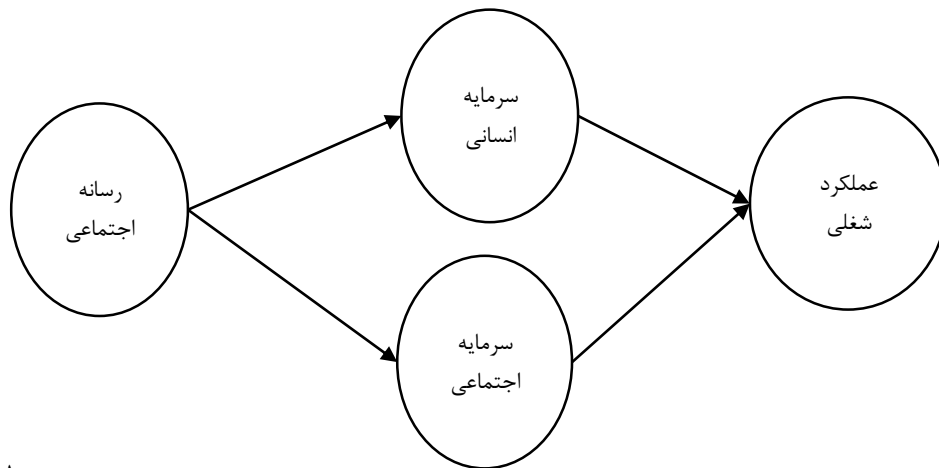 سرمایه
انسانی
رسانه
اجتماعی
عملکرد
شغلی
سرمایه
اجتماعی